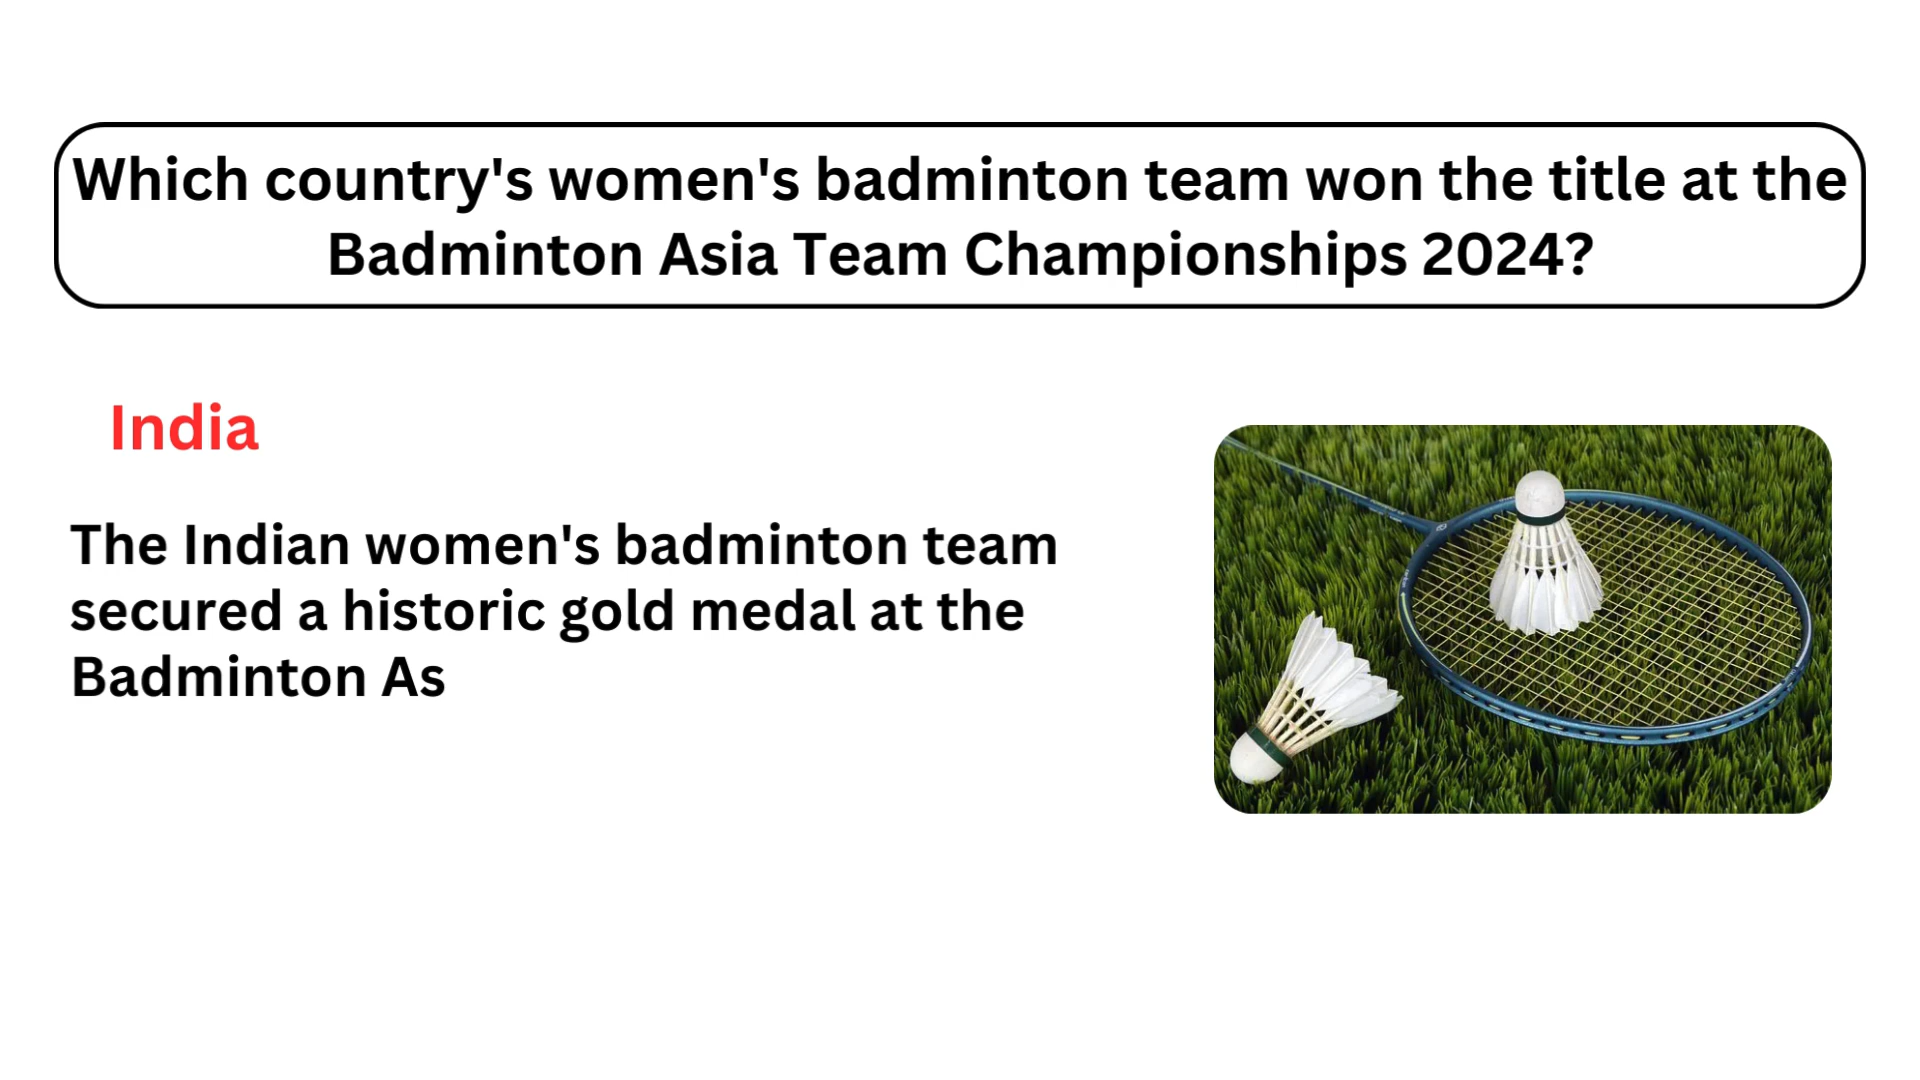 Which country's women's badminton team won the title at the
Badminton Asia Team Championships 2024?
India
The Indian women's badminton team
secured a historic gold medal at the
Badminton As